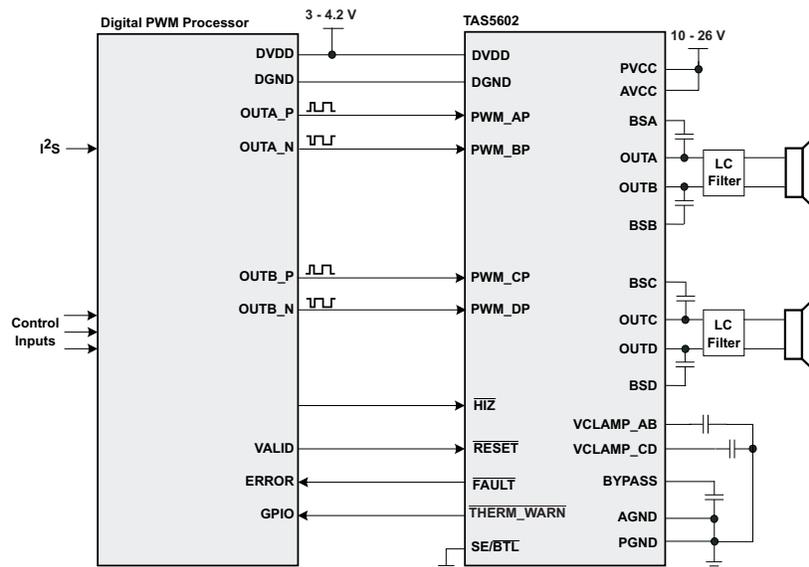 Digital PWM Processor
3 - 4.2 V
TAS5602
10 - 26 V
DVDD
DVDD
PVCC
DGND
DGND
AVCC
OUTA_P
PWM_AP
BSA
I²S
OUTA_N
PWM_BP
OUTA
LC
Filter
OUTB
BSB
OUTB_P
PWM_CP
BSC
OUTB_N
PWM_DP
OUTC
LC
Filter
Control
Inputs
OUTD
BSD
HIZ
VCLAMP_AB
VALID
RESET
VCLAMP_CD
ERROR
FAULT
BYPASS
GPIO
THERM_WARN
AGND
SE/BTL
PGND